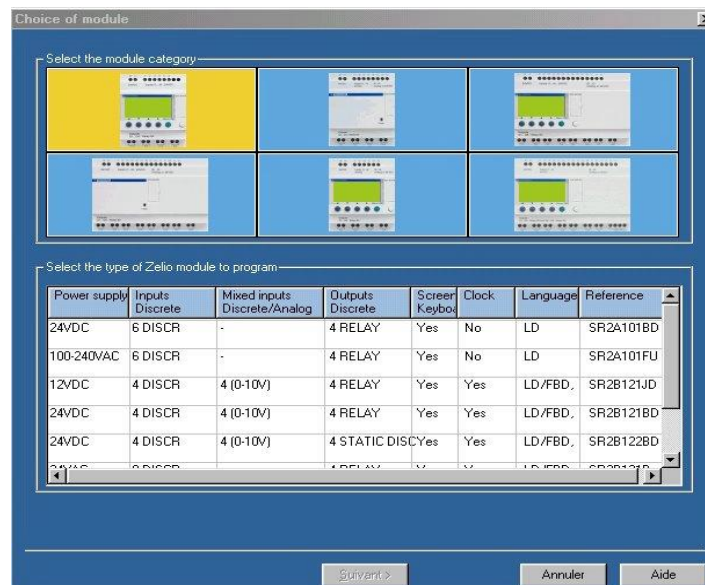 Choice of module
Select the module category
Select the type of Zelio module to program
Power supply Inputs Discrete Mixed inputs Discrete/Analog Outputs Discrete Screen Keyboa Clock Language Reference
24VDC 6 DISCR - 4 RELAY Yes No LD SR2A101BD
100-240VAC 6 DISCR - 4 RELAY Yes No LD SR2A101FU
12VDC 4 DISCR 4 (0-10V) 4 RELAY Yes Yes LD/FBD, SR2B121JD
24VDC 4 DISCR 4 (0-10V) 4 RELAY Yes Yes LD/FBD, SR2B121BD
24VDC 4 DISCR 4 (0-10V) 4 STATIC DISC Yes Yes LD/FBD, SR2B122BD
Suivant >
Annuler
Aide